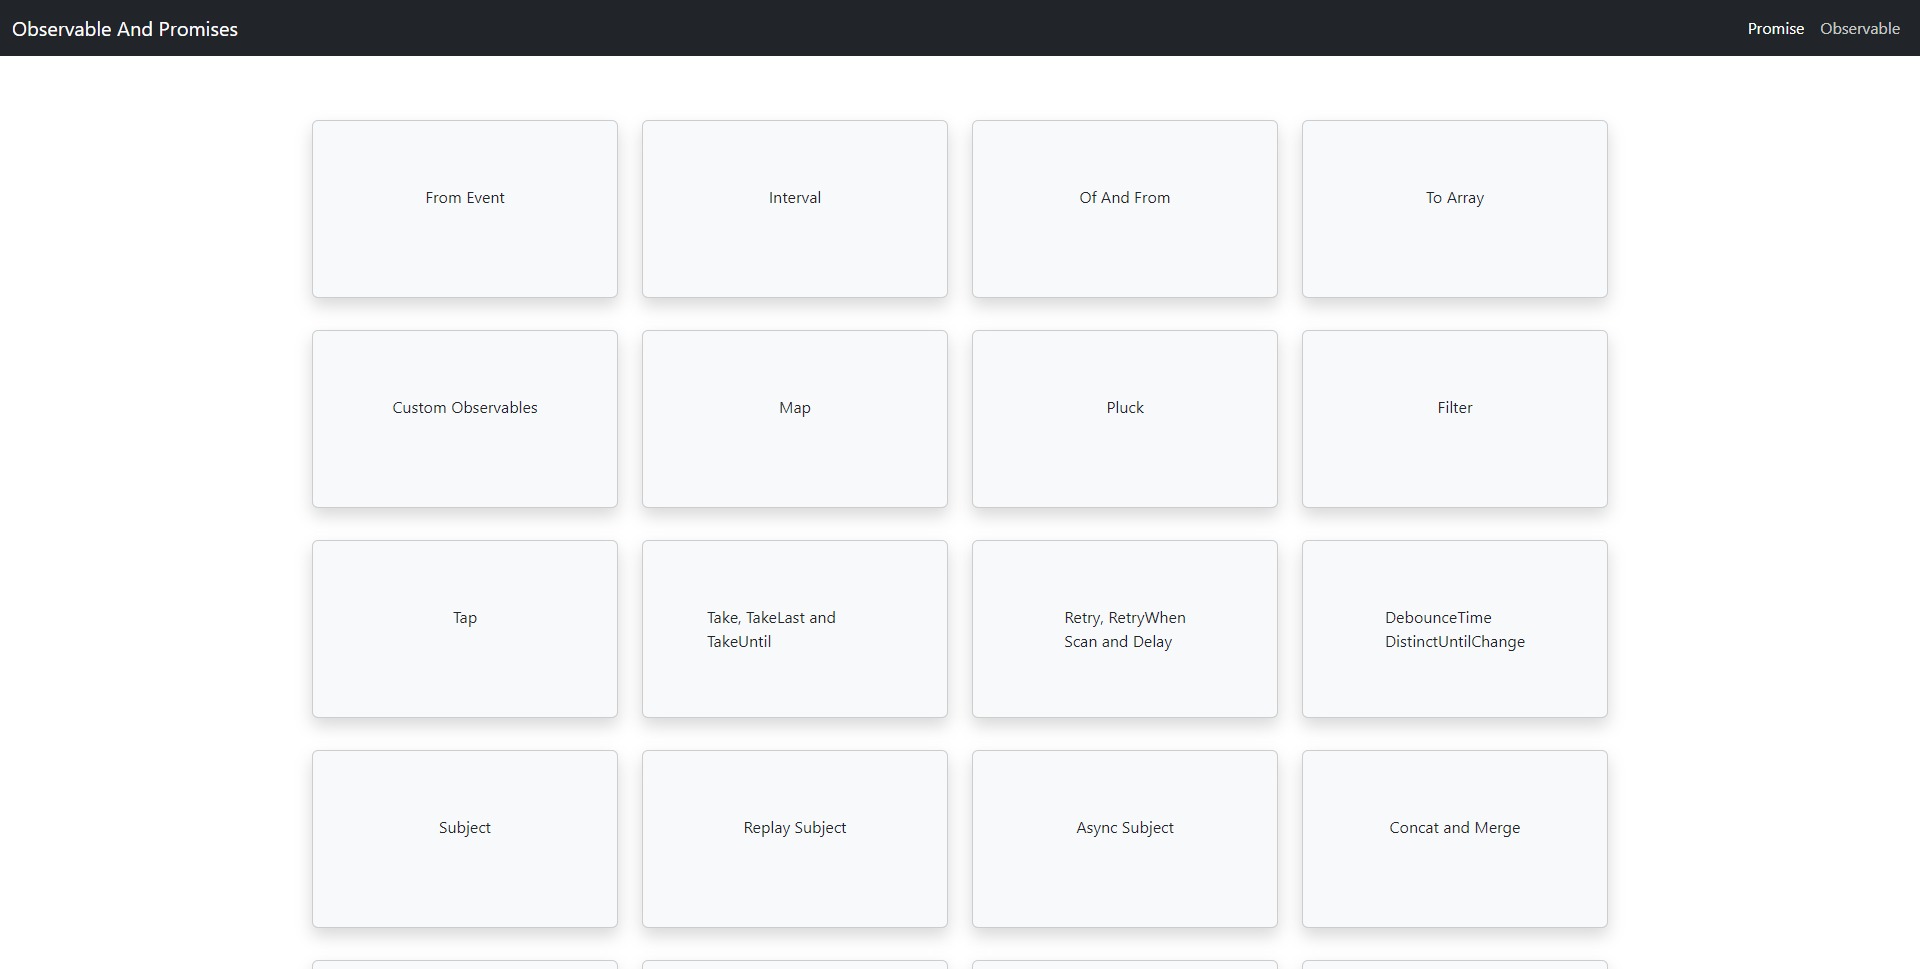 Observable And Promises
Promise
Observable
From Event
Interval
Of And From
To Array
Custom Observables
Map
Pluck
Filter
Tap
Take, TakeLast and
TakeUntil
Retry, RetryWhen
Scan and Delay
DebounceTime
DistinctUntilChange
Subject
Replay Subject
Async Subject
Concat and Merge